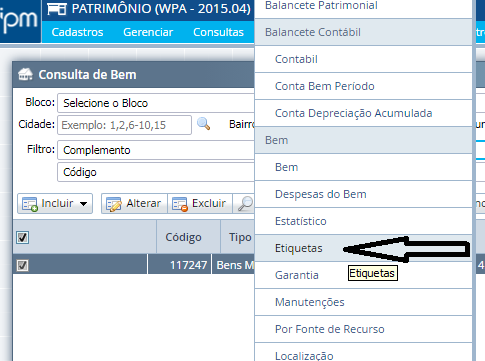 ipm
PATRIMÔNIO (WPA - 2015.04)
Cadastros Gerenciar Consultas
Consulta de Bem
Bloco: Selecione o Bloco
Cidade: Exemplo: 1,2,6-10,15
Filtro: Complemento
Código
Incluir Alterar Excluir
Código Tipo
117247 Bens M
Balancete Patrimonial
Balancete Contábil
Contabil
Conta Bem Período
Conta Depreciação Acumulada
Bem
Bem
Despesas do Bem
Estatístico
Etiquetas
Etiquetas
Garantia
Manutenções
Por Fonte de Recurso
Localização